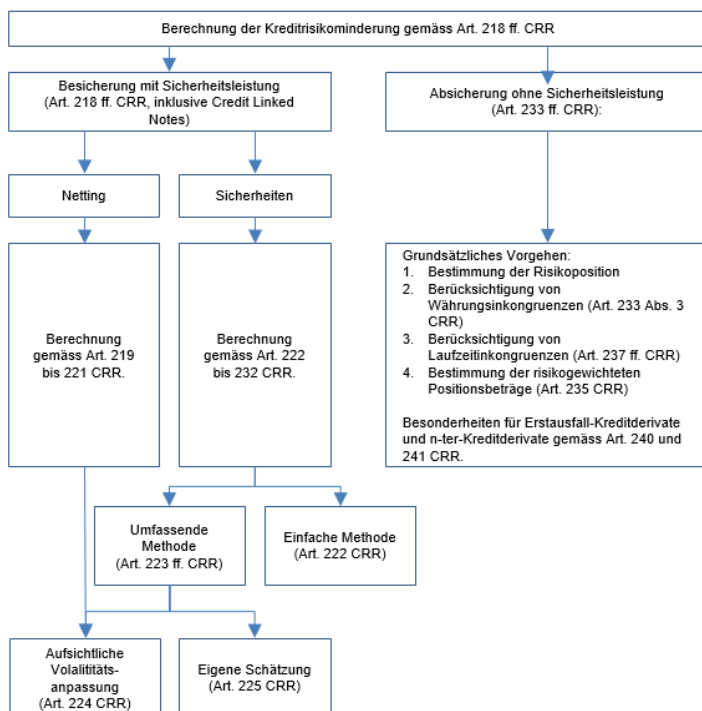 Berechnung der Kreditrisikominderung gemäss Art. 218 ff. CRR
Besicherung mit Sicherheitsleistung
(Art. 218 ff. CRR, inklusive Credit Linked
Notes)
Absicherung ohne Sicherheitsleistung
(Art. 233 ff. CRR):
Netting
Sicherheiten
Berechnung
gemäss Art. 219
bis 221 CRR.
Berechnung
gemäss Art. 222
bis 232 CRR.
Grundsätzliches Vorgehen:
1. Bestimmung der Risikoposition
2. Berücksichtigung von
Währungsinkongruenzen (Art. 233 Abs. 3
CRR)
3. Berücksichtigung von
Laufzeitinkongruenzen (Art. 237 ff. CRR)
4. Bestimmung der risikogewichteten
Positionsbeträge (Art. 235 CRR)
Besonderheiten für Erstausfall-Kreditderivate
und n-ter-Kreditderivate gemäss Art. 240 und
241 CRR.
Umfassende
Methode
(Art. 223 ff. CRR)
Einfache Methode
(Art. 222 CRR)
Aufsichtliche
Volalititäts-
anpassung
(Art. 224 CRR)
Eigene Schätzung
(Art. 225 CRR)